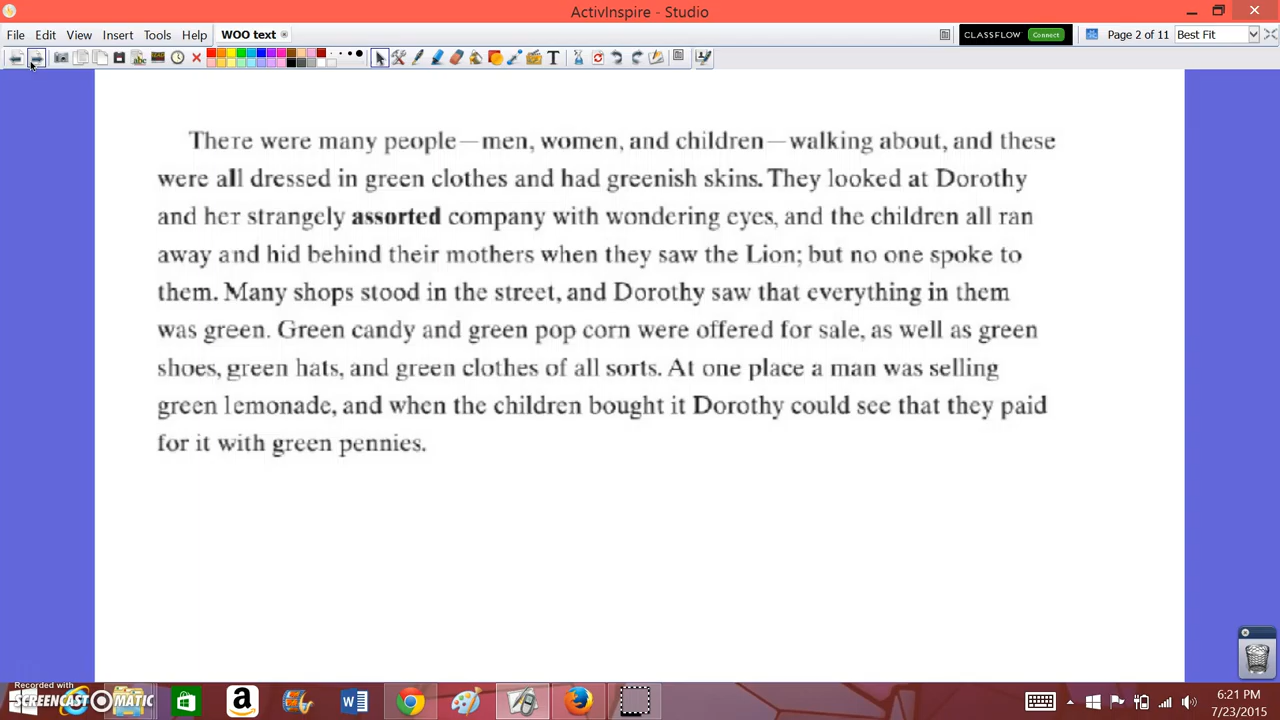 ActivInspire - Studio
File Edit View Insert Tools Help WOO text
CLASSFLOW Connect Page 2 of 11 Best Fit
There were many people—men, women, and children—walking about, and these
were all dressed in green clothes and had greenish skins. They looked at Dorothy
and her strangely assorted company with wondering eyes, and the children all ran
away and hid behind their mothers when they saw the Lion; but no one spoke to
them. Many shops stood in the street, and Dorothy saw that everything in them
was green. Green candy and green pop corn were offered for sale, as well as green
shoes, green hats, and green clothes of all sorts. At one place a man was selling
green lemonade, and when the children bought it Dorothy could see that they paid
for it with green pennies.
Recorded with
SCREENCAST-O-MATIC
6:21 PM
7/23/2015